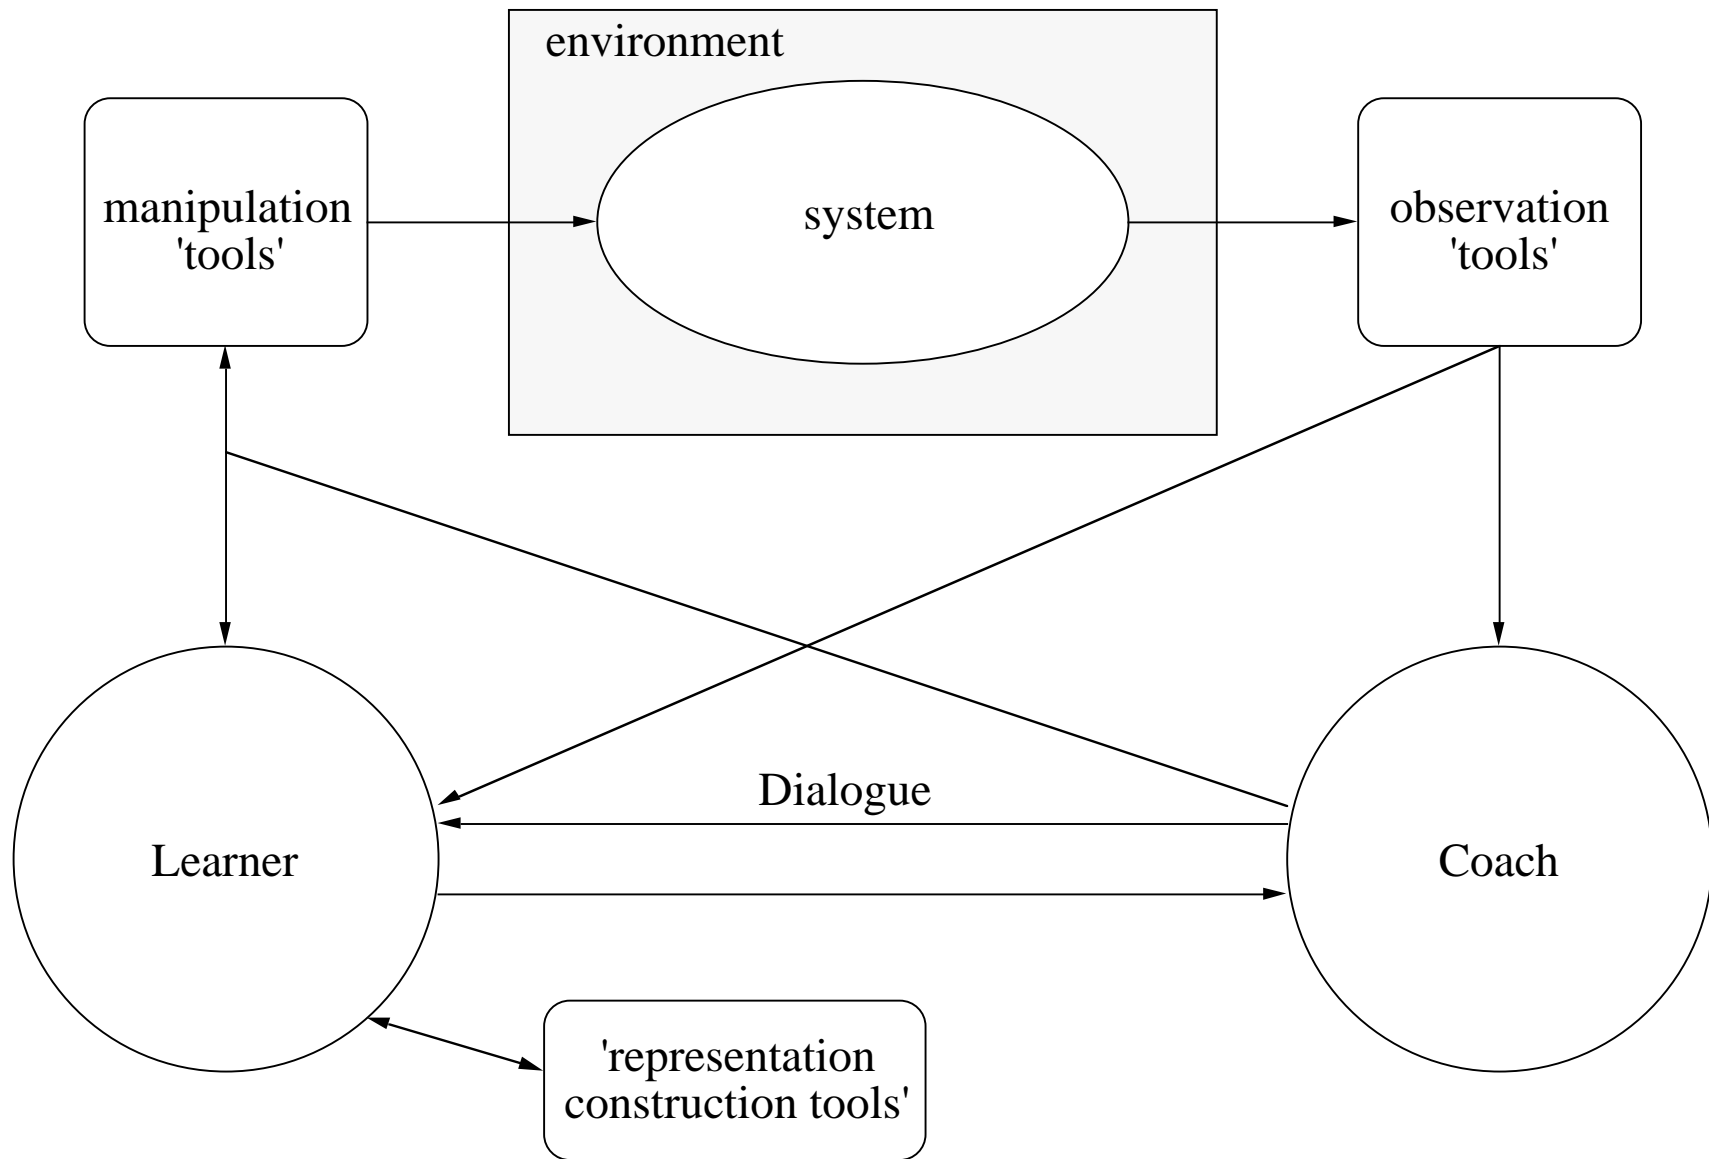 environment
manipulation
'tools'
system
observation
'tools'
Dialogue
Learner
Coach
'representation
construction tools'